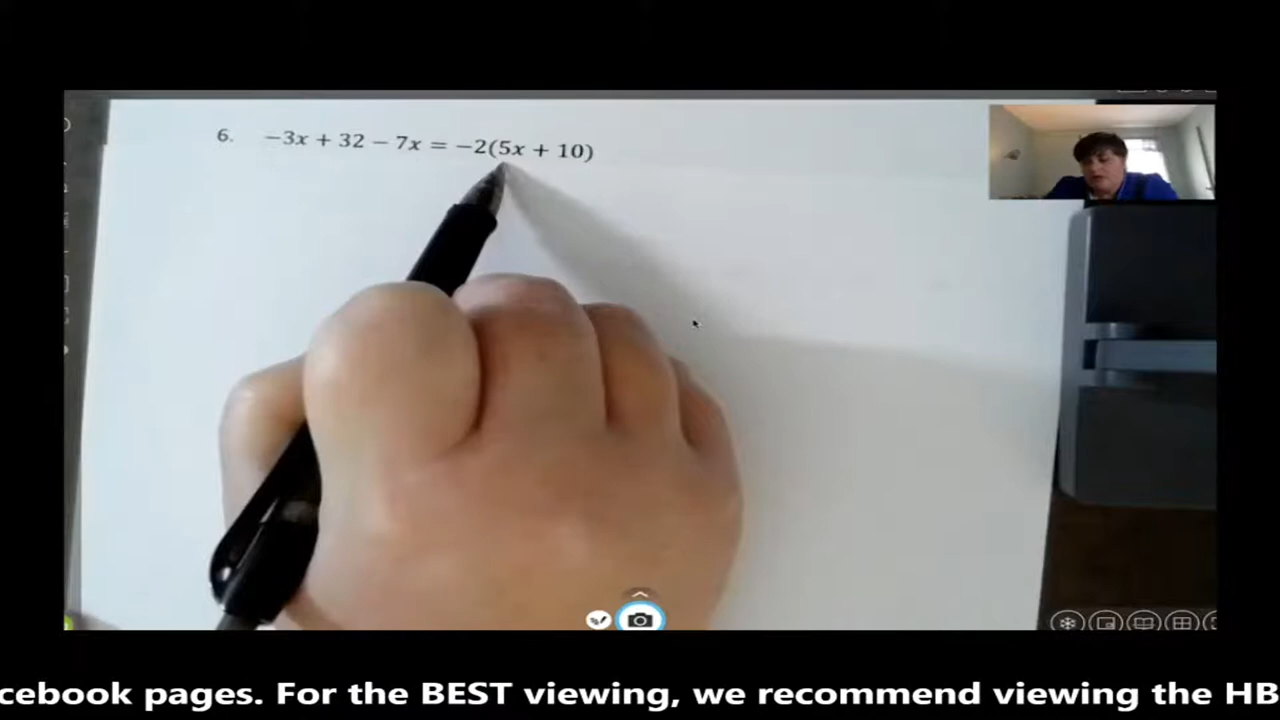 6. −3x + 32 − 7x = −2(5x + 10)
cebook pages. For the BEST viewing, we recommend viewing the HB